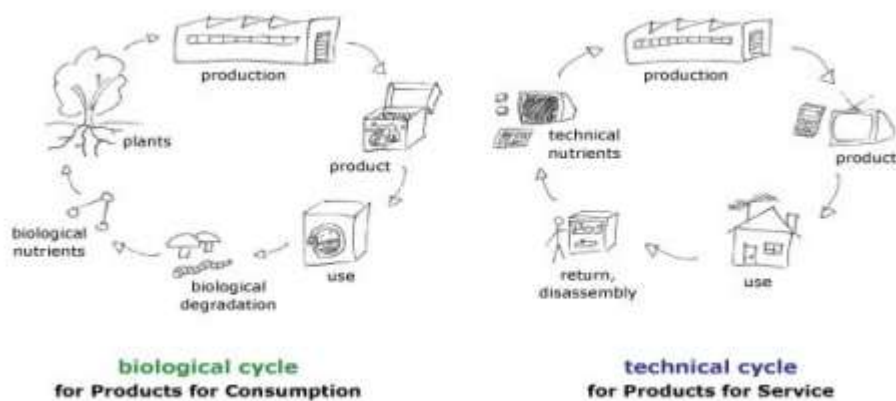 production
plants
product
biological
nutrients
use
biological
degradation
biological cycle
for Products for Consumption
production
technical
nutrients
product
return,
disassembly
use
technical cycle
for Products for Service